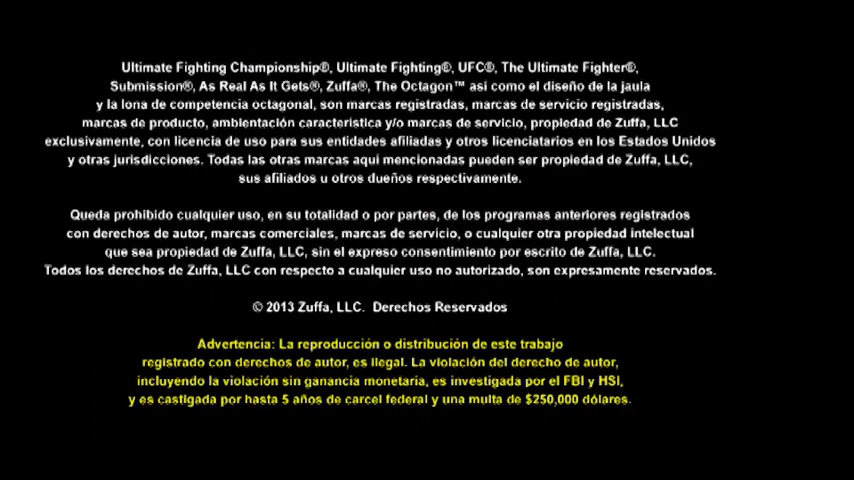 Ultimate Fighting Championship®, Ultimate Fighting®, UFC®, The Ultimate Fighter®,
Submission®, As Real As It Gets®, Zuffa®, The Octagon™ así como el diseño de la jaula
y la lona de competencia octagonal, son marcas registradas, marcas de servicio registradas,
marcas de producto, ambientación característica y/o marcas de servicio, propiedad de Zuffa, LLC
exclusivamente, con licencia de uso para sus entidades afiliadas y otros licenciatarios en los Estados Unidos
y otras jurisdicciones. Todas las otras marcas aquí mencionadas pueden ser propiedad de Zuffa, LLC,
sus afiliados u otros dueños respectivamente.
Queda prohibido cualquier uso, en su totalidad o por partes, de los programas anteriores registrados
con derechos de autor, marcas comerciales, marcas de servicio, o cualquier otra propiedad intelectual
que sea propiedad de Zuffa, LLC, sin el expreso consentimiento por escrito de Zuffa, LLC.
Todos los derechos de Zuffa, LLC con respecto a cualquier uso no autorizado, son expresamente reservados.
© 2013 Zuffa, LLC. Derechos Reservados
Advertencia: La reproducción o distribución de este trabajo
registrado con derechos de autor, es ilegal. La violación del derecho de autor,
incluyendo la violación sin ganancia monetaria, es investigada por el FBI y HSI,
y es castigada por hasta 5 años de carcel federal y una multa de $250,000 dólares.